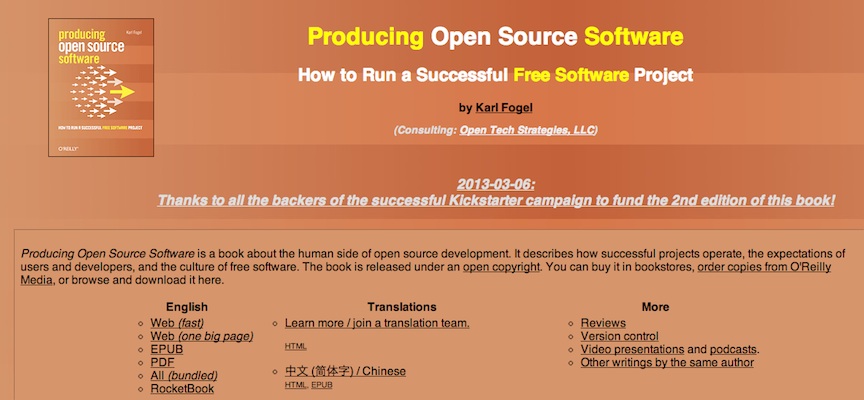 producing
open source
software
Karl Fogel
HOW TO RUN A SUCCESSFUL FREE SOFTWARE PROJECT
O'REILLY
Producing Open Source Software
How to Run a Successful Free Software Project
by Karl Fogel
(Consulting: Open Tech Strategies, LLC)
2013-03-06:
Thanks to all the backers of the successful Kickstarter campaign to fund the 2nd edition of this book!
Producing Open Source Software is a book about the human side of open source development. It describes how successful projects operate, the expectations of
users and developers, and the culture of free software. The book is released under an open copyright. You can buy it in bookstores, order copies from O'Reilly
Media, or browse and download it here.
English
Web (fast)
Web (one big page)
EPUB
PDF
All (bundled)
RocketBook
Translations
Learn more / join a translation team.
HTML
中文 (简体字) / Chinese
HTML, EPUB
More
Reviews
Version control
Video presentations and podcasts.
Other writings by the same author